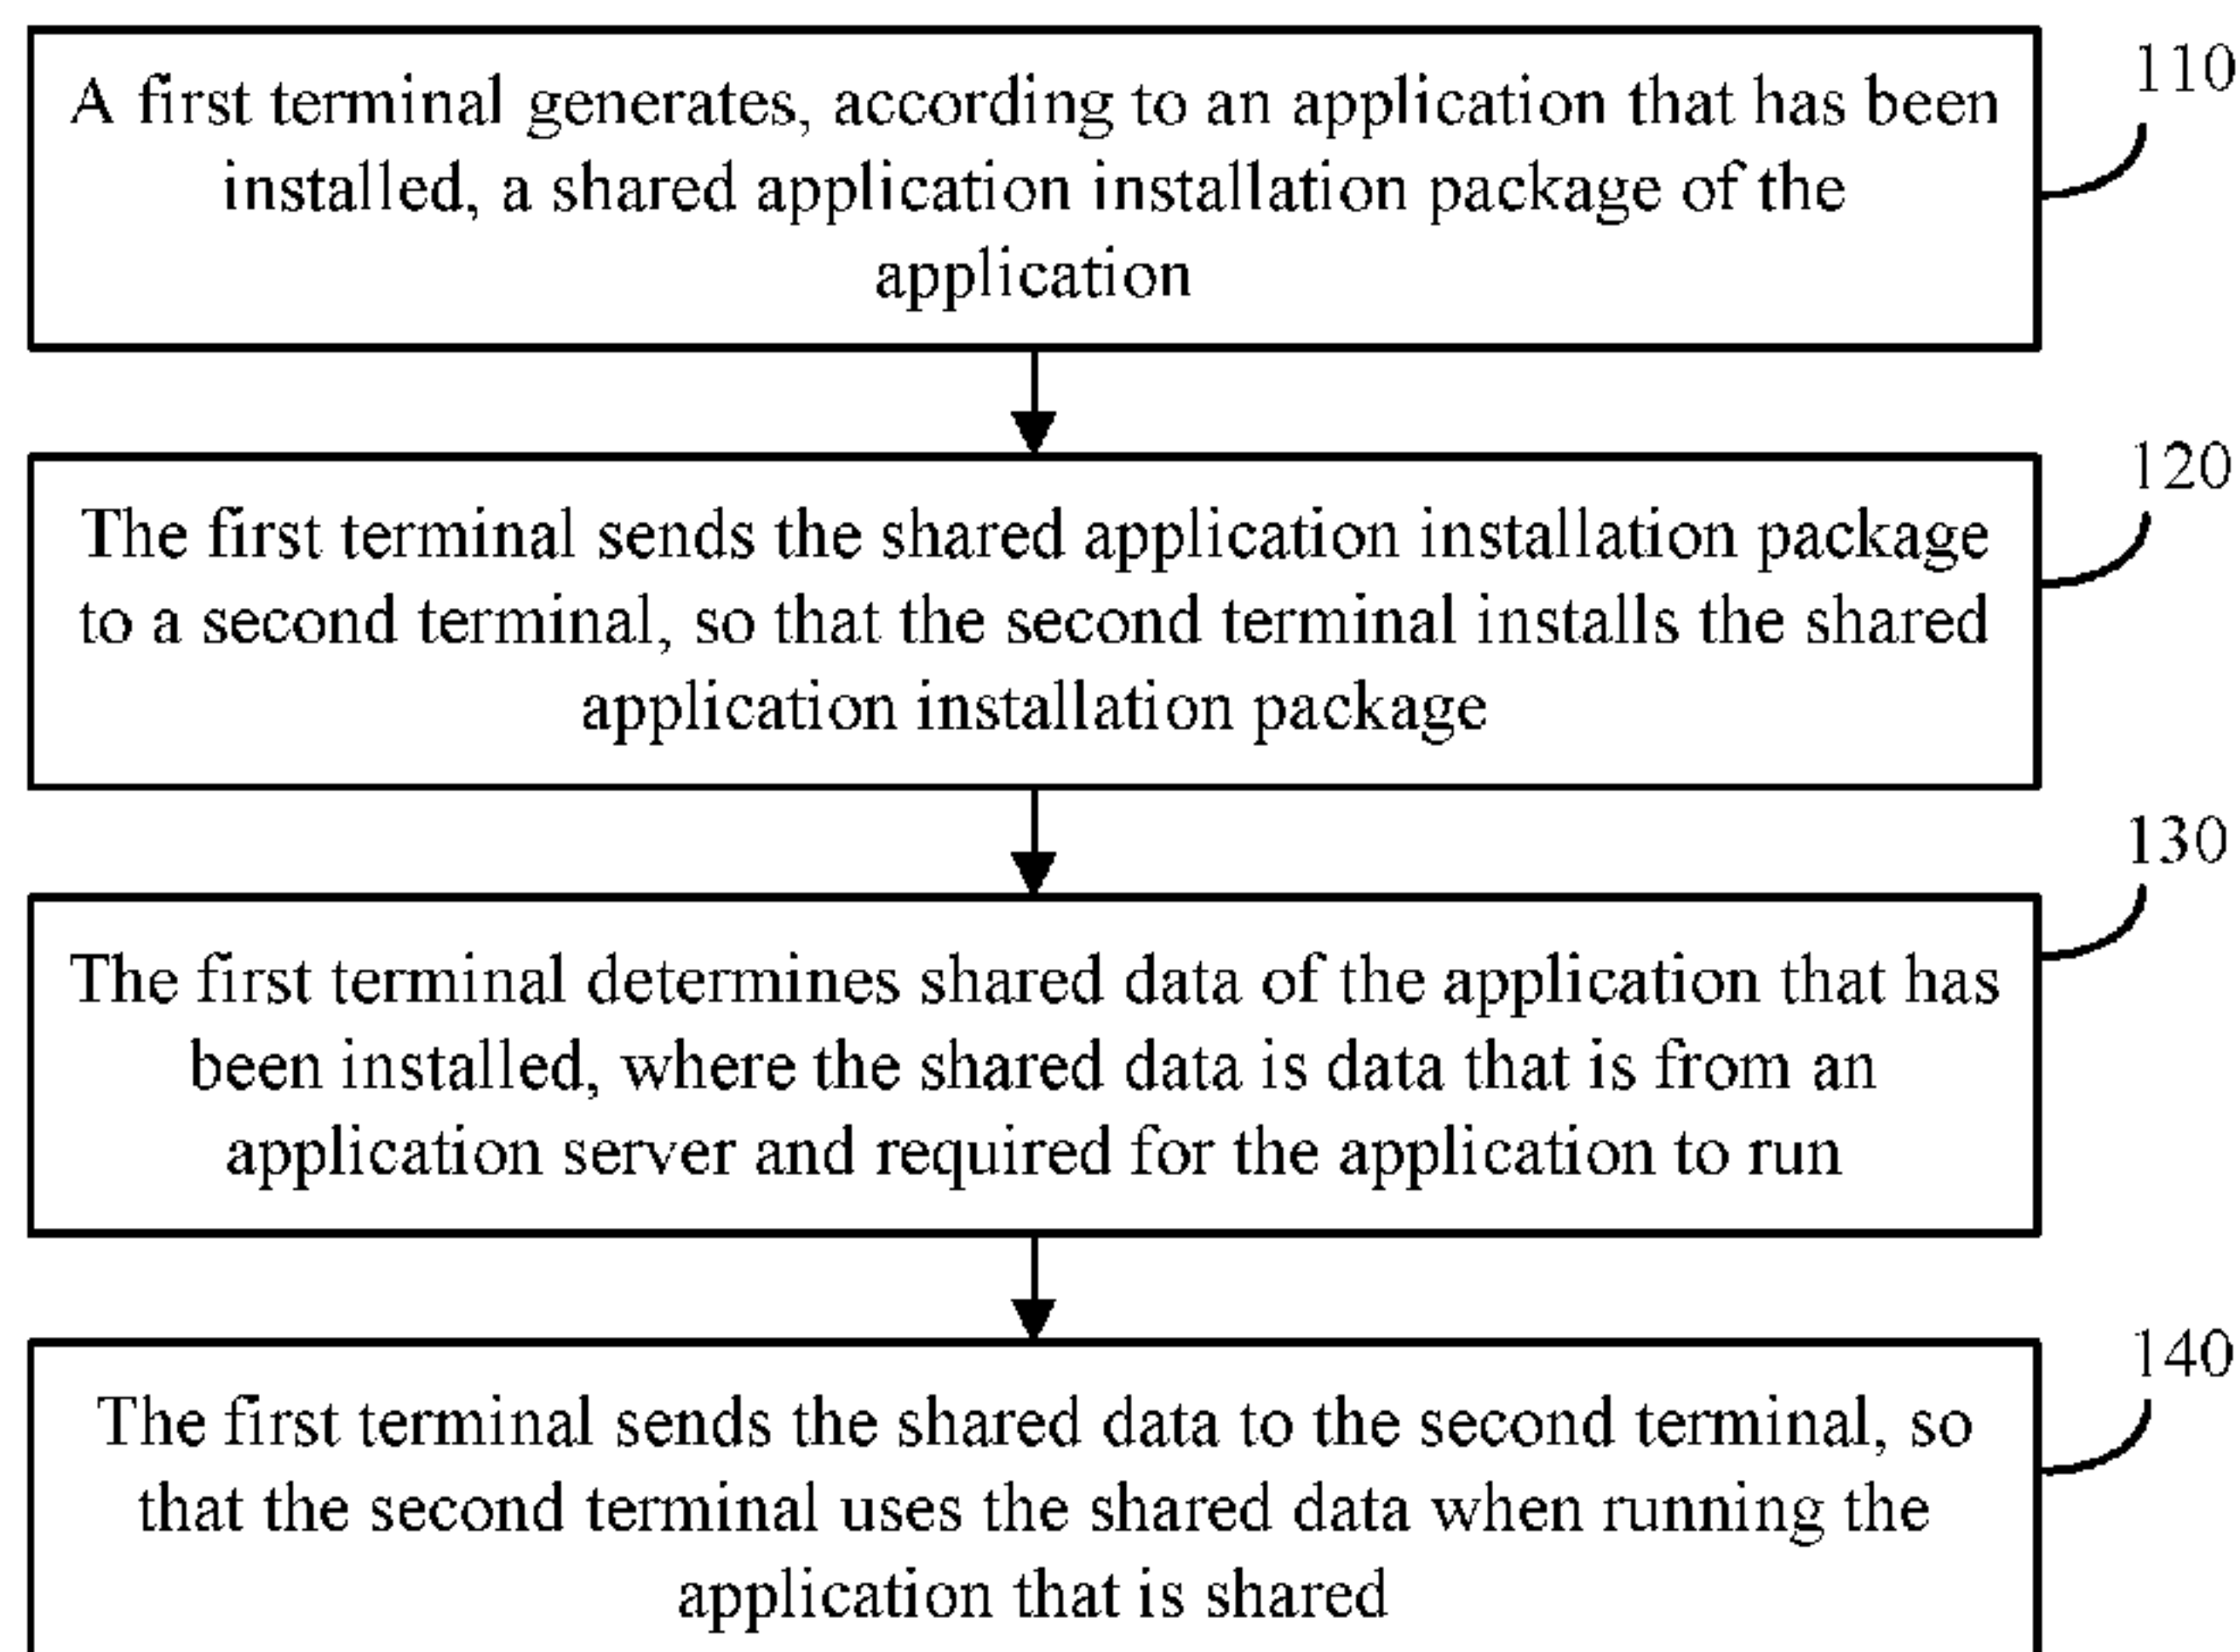 A first terminal generates, according to an application that has been
installed, a shared application installation package of the
application
110
The first terminal sends the shared application installation package
to a second terminal, so that the second terminal installs the shared
application installation package
120
The first terminal determines shared data of the application that has
been installed, where the shared data is data that is from an
application server and required for the application to run
130
The first terminal sends the shared data to the second terminal, so
that the second terminal uses the shared data when running the
application that is shared
140